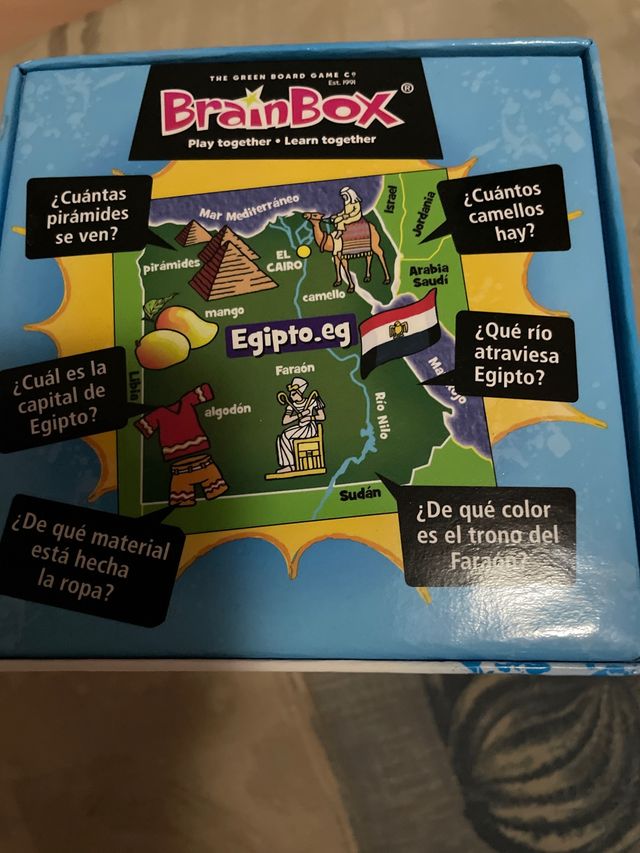 THE GREEN BOARD GAME Cº
Est. 1991
BrainBox®
Play together • Learn together
¿Cuántas
pirámides
se ven?
¿Cuántos
camellos
hay?
Mar Mediterráneo
Israel
Jordania
pirámides
EL
CAIRO
Arabia
Saudí
camello
mango
Egipto.eg
¿Qué río
atraviesa
Egipto?
¿Cuál es la
capital de
Egipto?
Libia
Faraón
algodón
Río Nilo
Sudán
¿De qué color
es el trono del
Faraón?
¿De qué material
está hecha
la ropa?